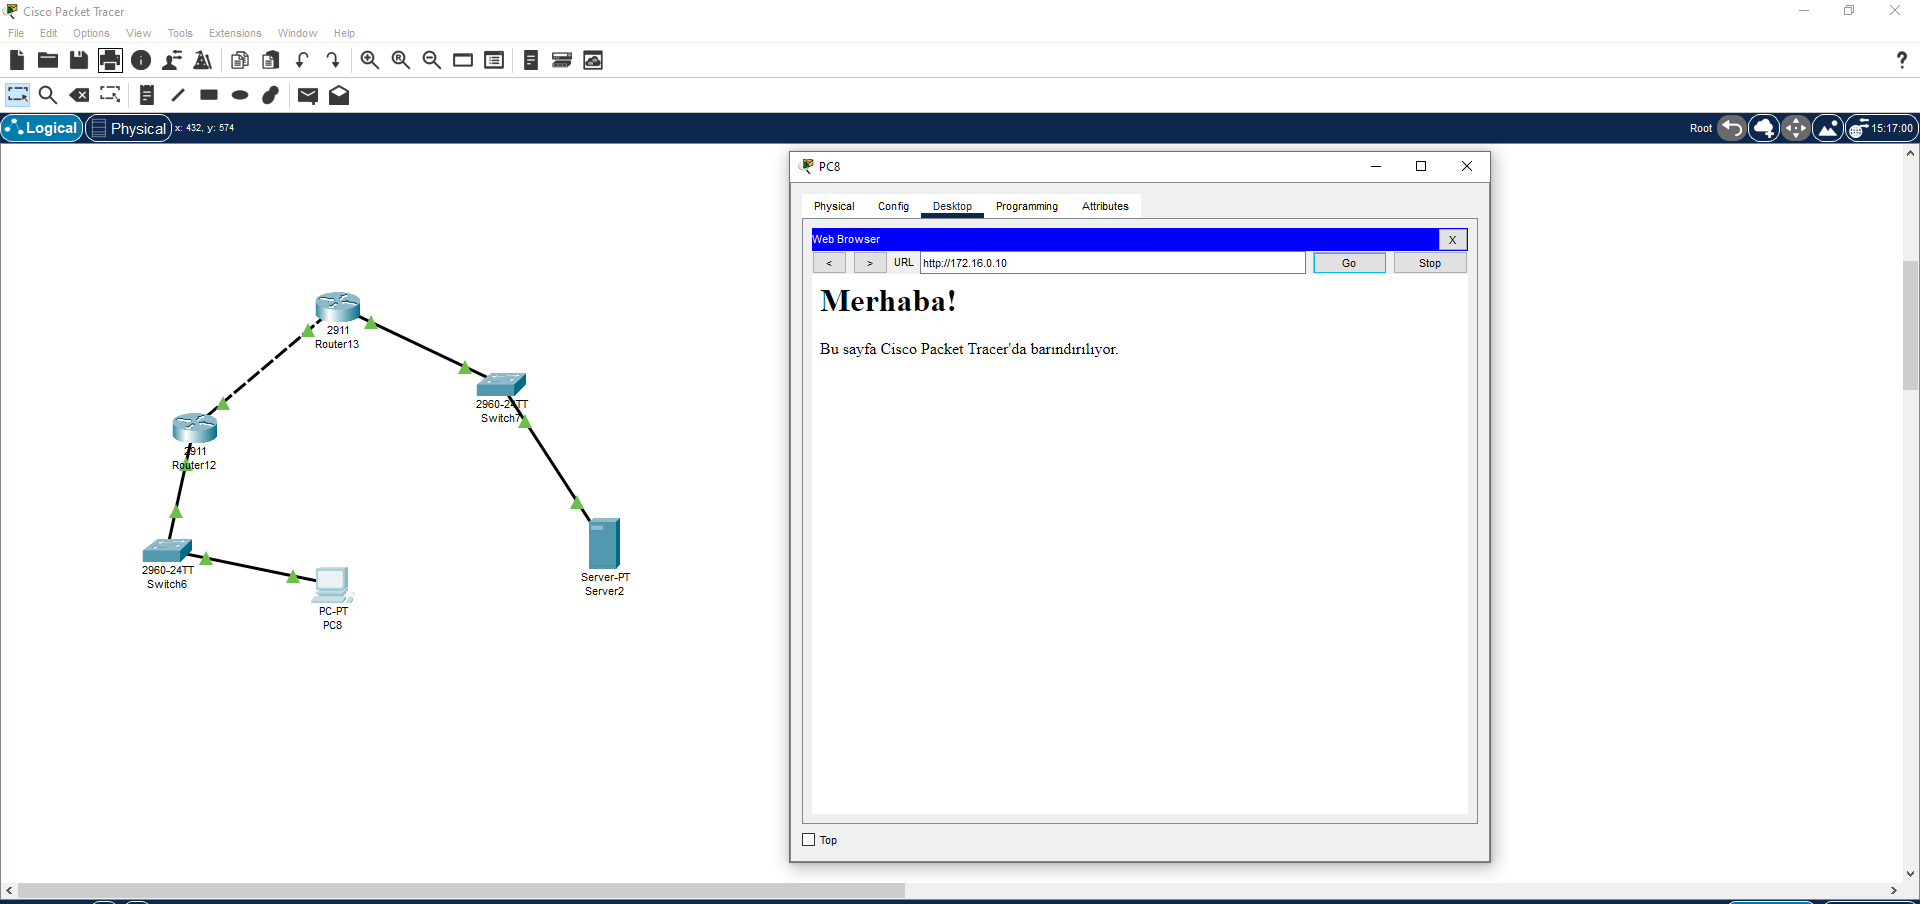 Cisco Packet Tracer
File Edit Options View Tools Extensions Window Help
?
Logical Physical x: 432, y: 574 Root 15:17:00
PC8
Physical Config Desktop Programming Attributes
Web Browser X
< > URL http://172.16.0.10 Go Stop
Merhaba!
Bu sayfa Cisco Packet Tracer'da barındırılıyor.
2911
Router13
2960-24TT
Switch7
2911
Router12
2960-24TT
Switch6
Server-PT
Server2
PC-PT
PC8
Top